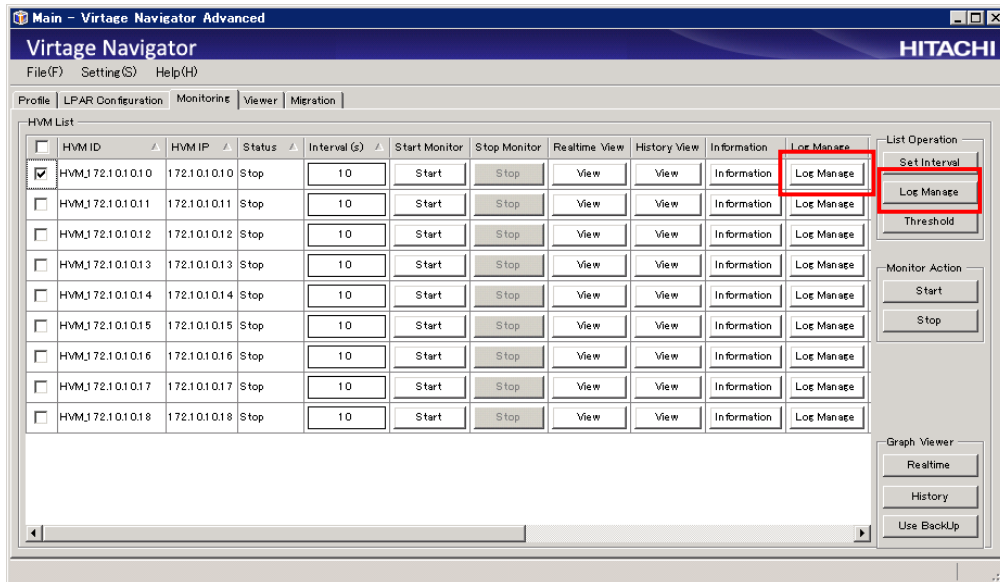 Main - Virtage Navigator Advanced
Virtage Navigator HITACHI
File(F) Setting(S) Help(H)
Profile LPAR Configuration Monitoring Viewer Migration
HVM List
HVM ID HVM IP Status Interval (s) Start Monitor Stop Monitor Realtime View History View Information Log Manage
HVM_172.10.10.10 172.10.10.10 Stop 10 Start Stop View View Information Log Manage
HVM_172.10.10.11 172.10.10.11 Stop 10 Start Stop View View Information Log Manage
HVM_172.10.10.12 172.10.10.12 Stop 10 Start Stop View View Information Log Manage
HVM_172.10.10.13 172.10.10.13 Stop 10 Start Stop View View Information Log Manage
HVM_172.10.10.14 172.10.10.14 Stop 10 Start Stop View View Information Log Manage
HVM_172.10.10.15 172.10.10.15 Stop 10 Start Stop View View Information Log Manage
HVM_172.10.10.16 172.10.10.16 Stop 10 Start Stop View View Information Log Manage
HVM_172.10.10.17 172.10.10.17 Stop 10 Start Stop View View Information Log Manage
HVM_172.10.10.18 172.10.10.18 Stop 10 Start Stop View View Information Log Manage
List Operation
Set Interval
Log Manage
Threshold
Monitor Action
Start
Stop
Graph Viewer
Realtime
History
Use BackUp